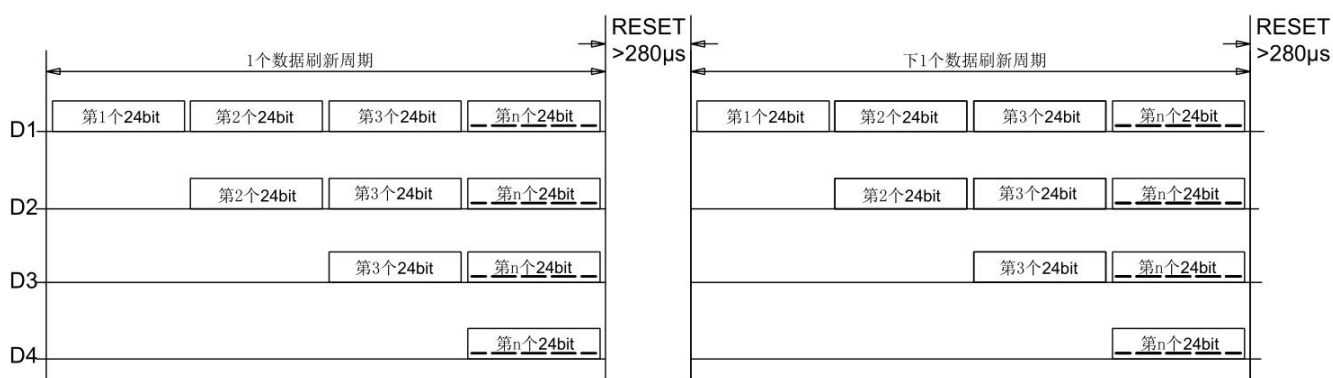 RESET
>280μs
RESET
>280μs
1个数据刷新周期
下1个数据刷新周期
D1
第1个24bit
第2个24bit
第3个24bit
第n个24bit
第1个24bit
第2个24bit
第3个24bit
第n个24bit
D2
第2个24bit
第3个24bit
第n个24bit
第2个24bit
第3个24bit
第n个24bit
D3
第3个24bit
第n个24bit
第3个24bit
第n个24bit
D4
第n个24bit
第n个24bit